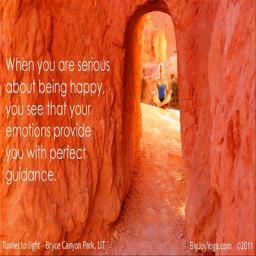 When you are serious
about being happy,
you see that your
emotions provide
you with perfect
guidance.
Tunnel to light - Bryce Canyon Park, UT
BigJoyYoga.com ©2011